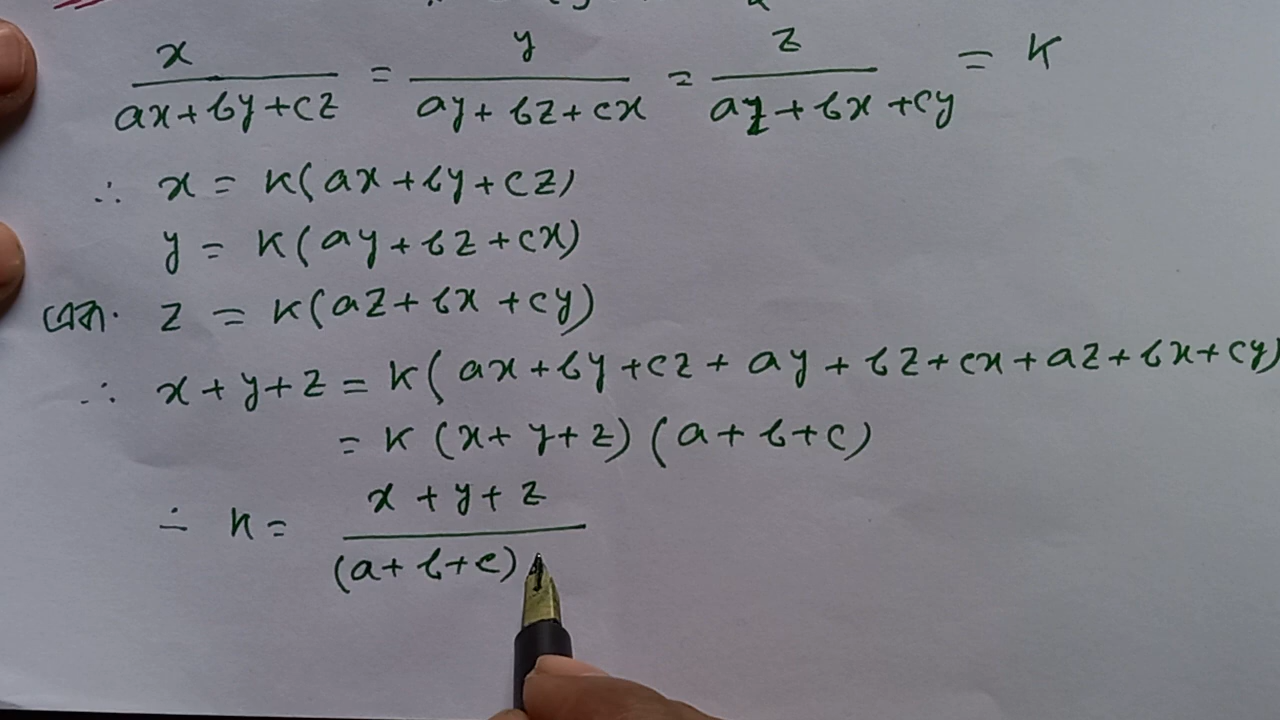 x/(ax+by+cz) = y/(ay+bz+cx) = z/(az+bx+cy) = K
∴ x = K(ax+by+cz)
y = K(ay+bz+cx)
z = K(az+bx+cy)
∴ x+y+z = K(ax+by+cz+ay+bz+cx+az+bx+cy)
= K(x+y+z)(a+b+c)
∴ K = x+y+z/(a+b+c)